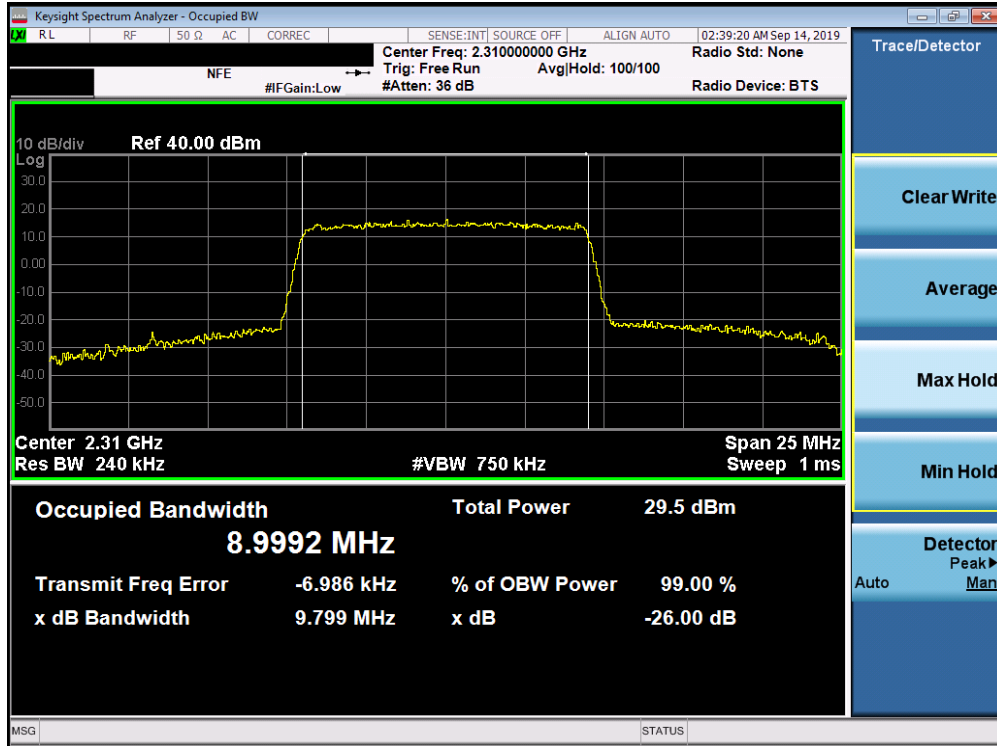 Keysight Spectrum Analyzer - Occupied BW
LXI RL RF 50 Ω AC CORREC SENSE:INT SOURCE OFF ALIGN AUTO 02:39:20 AM Sep 14, 2019
Center Freq: 2.310000000 GHz Radio Std: None
NFE Trig: Free Run Avg|Hold: 100/100
#IFGain:Low #Atten: 36 dB Radio Device: BTS
Trace/Detector
10 dB/div Ref 40.00 dBm
Log
30.0
20.0
10.0
0.00
-10.0
-20.0
-30.0
-40.0
-50.0
Center 2.31 GHz Span 25 MHz
Res BW 240 kHz #VBW 750 kHz Sweep 1 ms
Occupied Bandwidth Total Power 29.5 dBm
8.9992 MHz
Transmit Freq Error -6.986 kHz % of OBW Power 99.00 %
x dB Bandwidth 9.799 MHz x dB -26.00 dB
Clear Write
Average
Max Hold
Min Hold
Detector
Peak▶
Auto Man
MSG STATUS